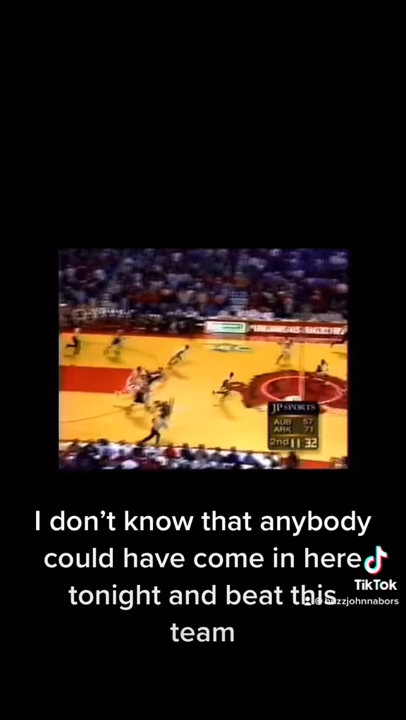 JP SPORTS
AUB 57
ARK 71
2nd 11 32
I don't know that anybody
could have come in here
tonight and beat this
team
TikTok